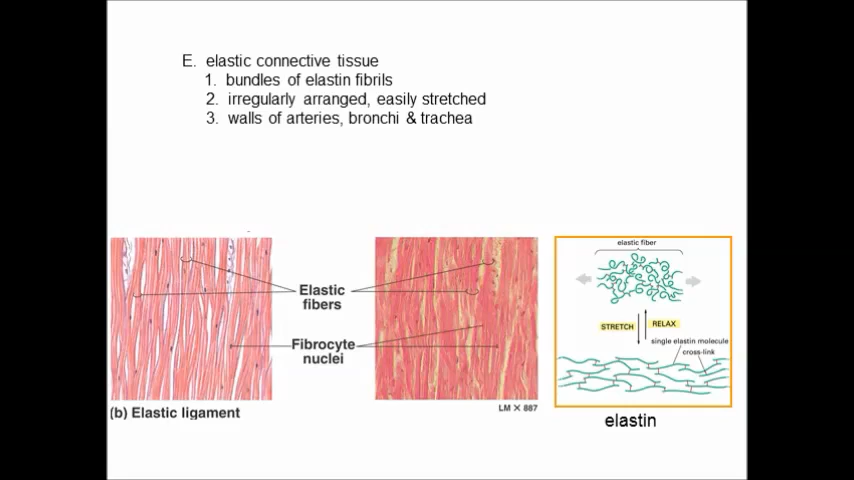 E. elastic connective tissue
1. bundles of elastin fibrils
2. irregularly arranged, easily stretched
3. walls of arteries, bronchi & trachea
elastic fiber
Elastic
fibers
STRETCH
RELAX
single elastin molecule
cross-link
Fibrocyte
nuclei
(b) Elastic ligament
LM X 887
elastin